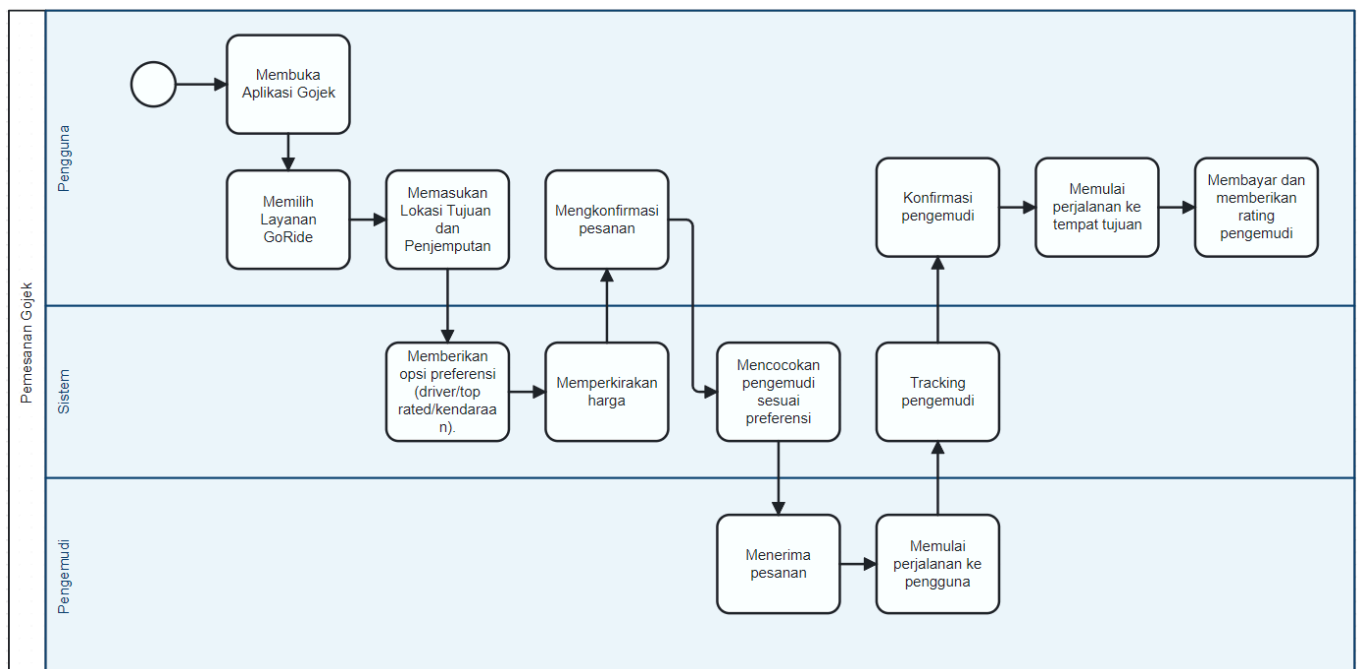 Pemesanan Gojek
Pengguna
Membuka
Aplikasi Gojek
Memilih
Layanan
GoRide
Memasukan
Lokasi Tujuan
dan
Penjemputan
Mengkonfirmasi
pesanan
Konfirmasi
pengemudi
Memulai
perjalanan ke
tempat tujuan
Membayar dan
memberikan
rating
pengemudi
Sistem
Memberikan
opsi preferensi
(driver/top
rated/kendaraa
n).
Memperkirakan
harga
Mencocokan
pengemudi
sesuai
preferensi
Tracking
pengemudi
Pengemudi
Menerima
pesanan
Memulai
perjalanan ke
pengguna